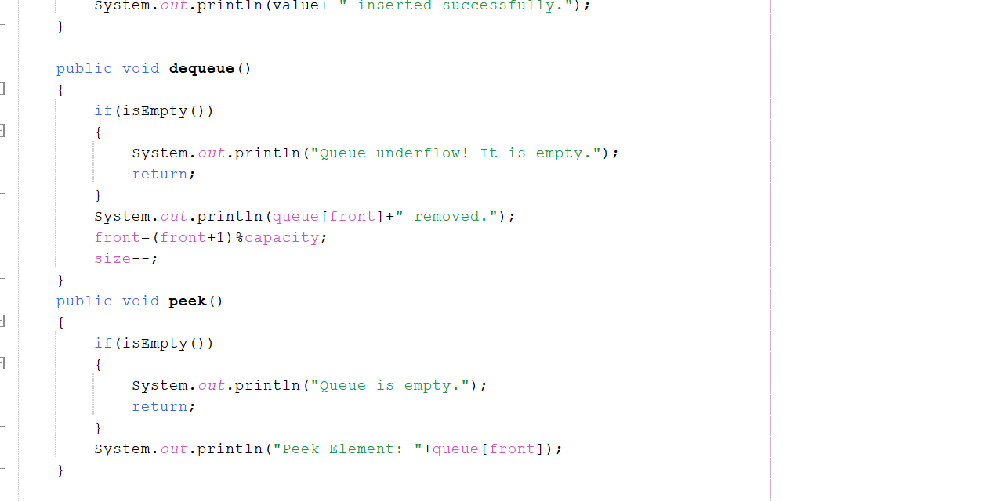 System.out.println(value+ " inserted successfully.");
}
public void dequeue()
{
if(isEmpty())
{
System.out.println("Queue underflow! It is empty.");
return;
}
System.out.println(queue[front]+" removed.");
front=(front+1)%capacity;
size--;
}
public void peek()
{
if(isEmpty())
{
System.out.println("Queue is empty.");
return;
}
System.out.println("Peek Element: "+queue[front]);
}